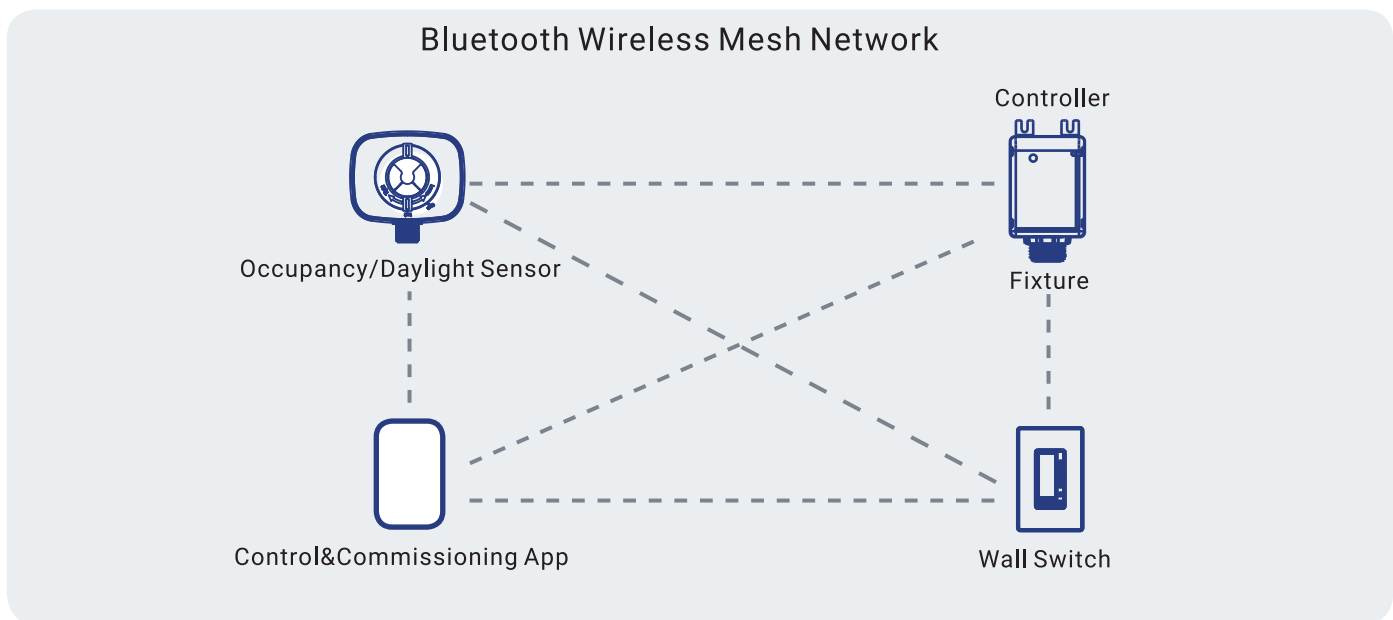 Bluetooth Wireless Mesh Network
Controller
Occupancy/Daylight Sensor
Fixture
Control&Commissioning App
Wall Switch